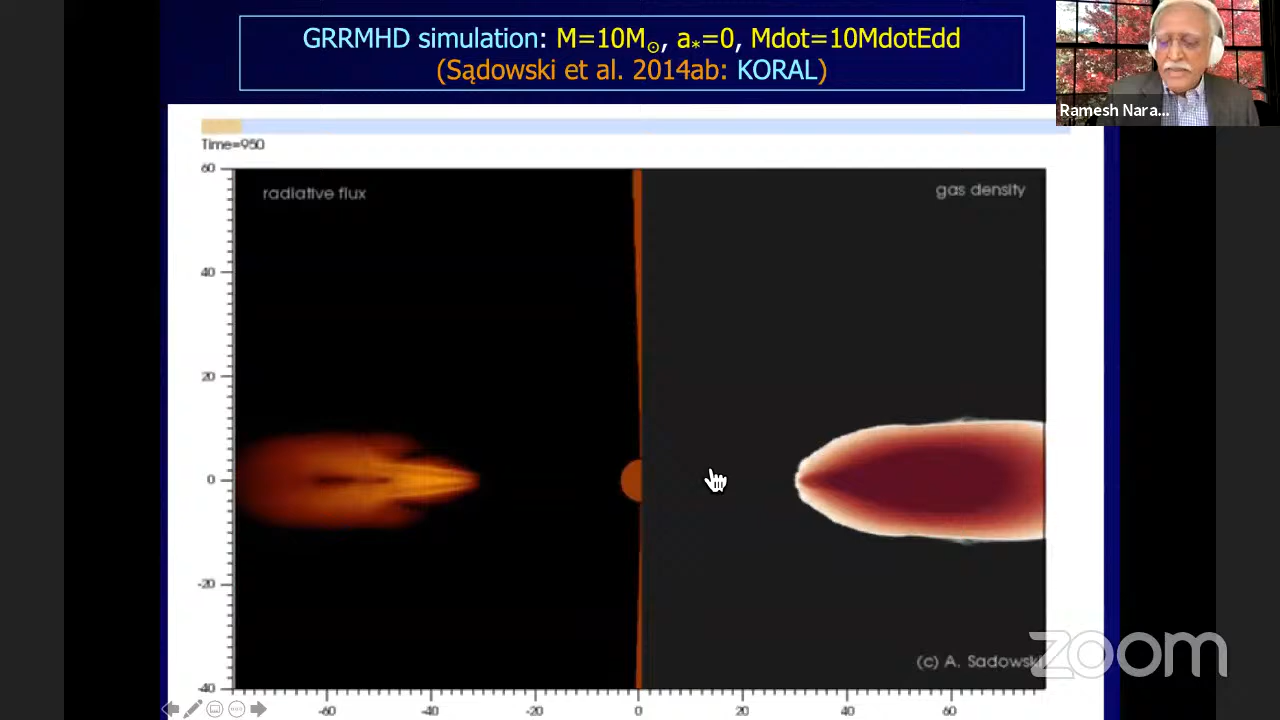 GRRMHD simulation: M=10M☉, a*=0, Mdot=10MdotEdd
(Sądowski et al. 2014ab: KORAL)
Ramesh Nara...
Time=950
radiative flux
gas density
60
40
20
0
-20
-40
-60
-40
-20
0
20
40
60
(c) A. Sadowski
zoom